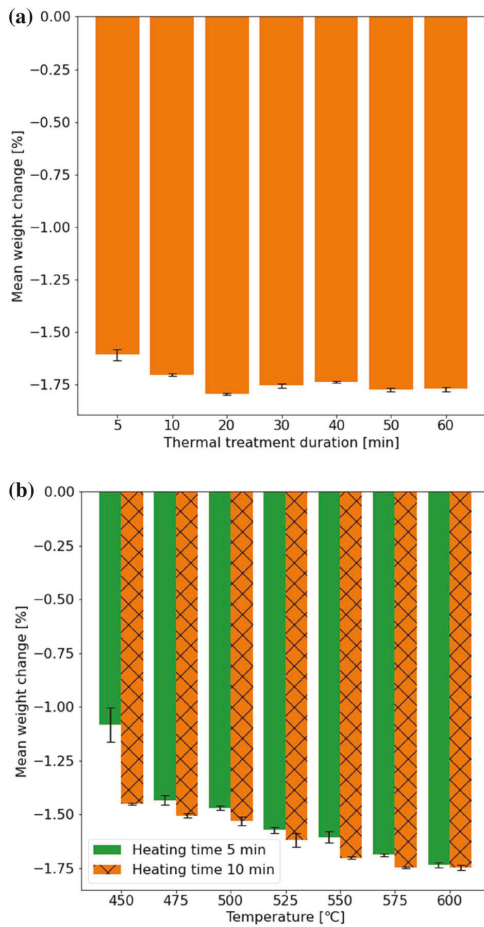 (a)
0.00
−0.25
−0.50
−0.75
−1.00
−1.25
−1.50
−1.75
Mean weight change [%]
5 10 20 30 40 50 60
Thermal treatment duration [min]
(b)
0.00
−0.25
−0.50
−0.75
−1.00
−1.25
−1.50
−1.75
Mean weight change [%]
Heating time 5 min
Heating time 10 min
450 475 500 525 550 575 600
Temperature [℃]